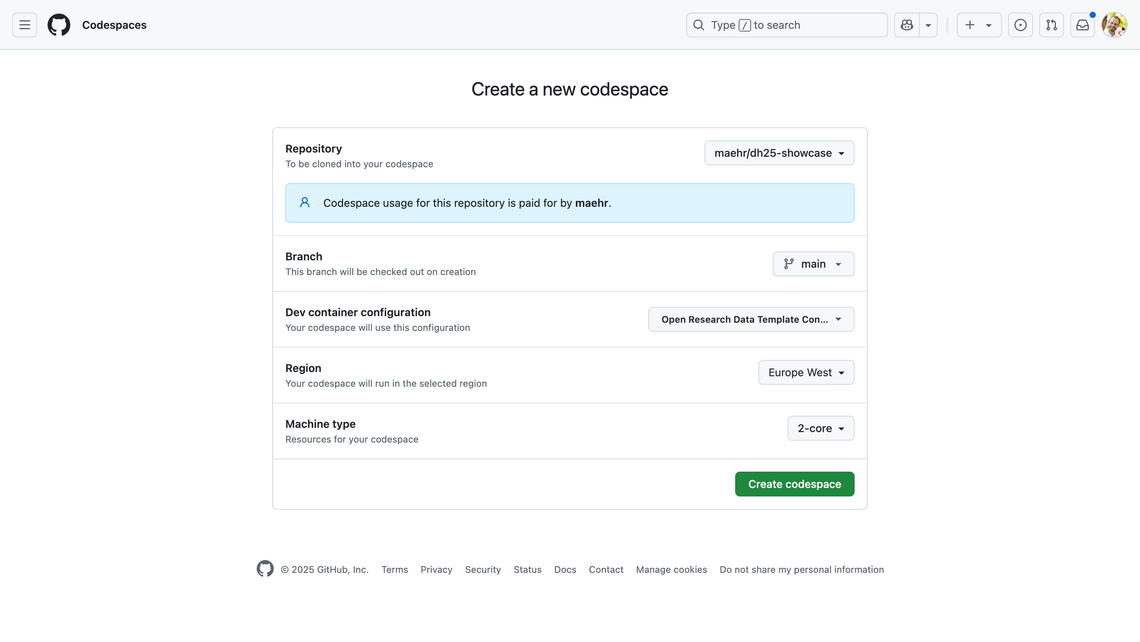 Codespaces
Type / to search
Create a new codespace
Repository
To be cloned into your codespace
maehr/dh25-showcase
Codespace usage for this repository is paid for by maehr.
Branch
This branch will be checked out on creation
main
Dev container configuration
Your codespace will use this configuration
Open Research Data Template Con...
Region
Your codespace will run in the selected region
Europe West
Machine type
Resources for your codespace
2-core
Create codespace
© 2025 GitHub, Inc. Terms Privacy Security Status Docs Contact Manage cookies Do not share my personal information